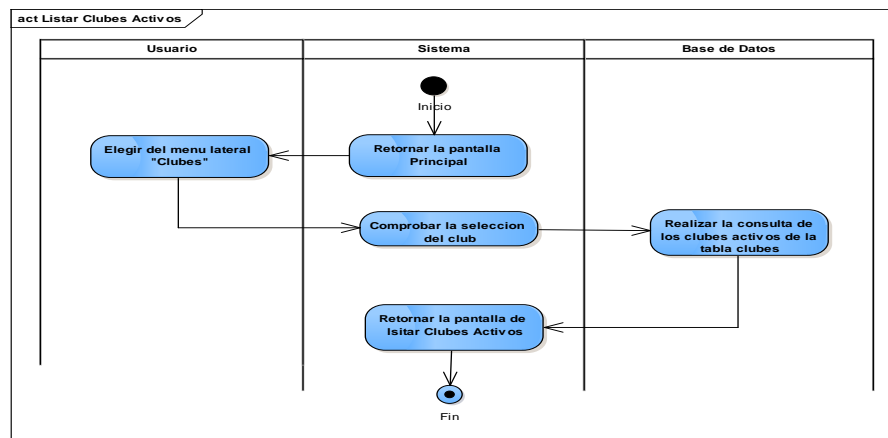 act Listar Clubes Activos
Usuario
Sistema
Base de Datos
Inicio
Elegir del menu lateral
"Clubes"
Retornar la pantalla
Principal
Comprobar la seleccion
del club
Realizar la consulta de
los clubes activos de la
tabla clubes
Retornar la pantalla de
lsitar Clubes Activos
Fin